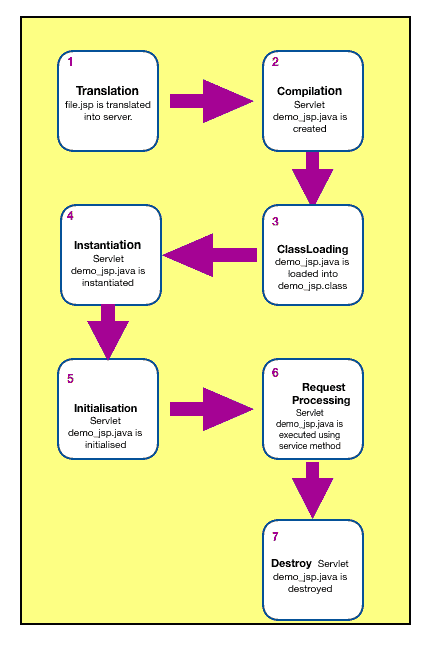 1
Translation
file.jsp is translated
into server.
2
Compilation
Servlet
demo_jsp.java is
created
3
ClassLoading
demo_jsp.java is
loaded into
demo_jsp.class
4
Instantiation
Servlet
demo_jsp.java is
instantiated
5
Initialisation
Servlet
demo_jsp.java is
initialised
6
Request
Processing
Servlet
demo_jsp.java is
executed using
service method
7
Destroy Servlet
demo_jsp.java is
destroyed